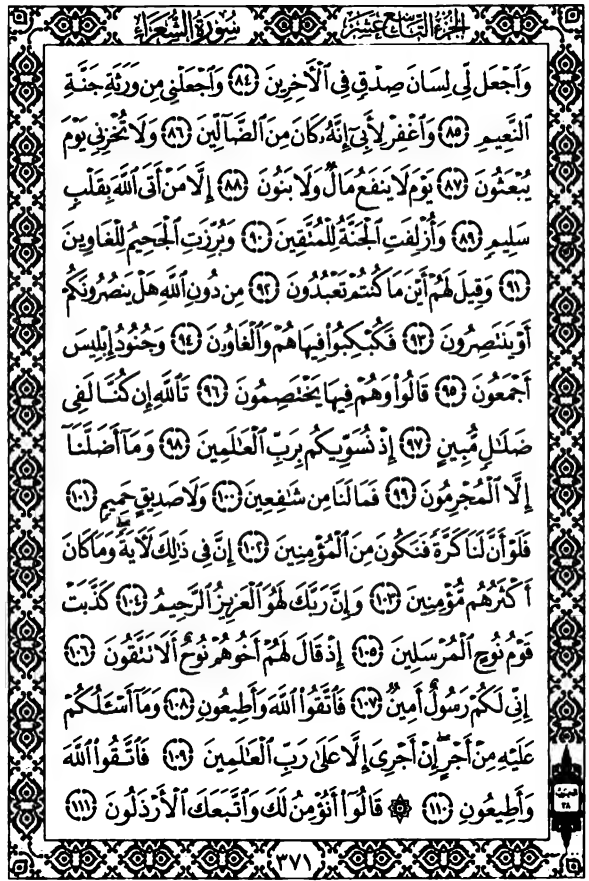 الجزء التاسع عشر سورة الشعراء
وَاجْعَل لِّي لِسَانَ صِدْقٍ فِي الْآخِرِينَ ٨٤ وَاجْعَلْنِي مِن وَرَثَةِ جَنَّةِ
النَّعِيمِ ٨٥ وَاغْفِرْ لِأَبِي إِنَّهُ كَانَ مِنَ الضَّالِّينَ ٨٦ وَلَا تُخْزِنِي يَوْمَ
يُبْعَثُونَ ٨٧ يَوْمَ لَا يَنفَعُ مَالٌ وَلَا بَنُونَ ٨٨ إِلَّا مَنْ أَتَى اللَّهَ بِقَلْبٍ
سَلِيمٍ ٨٩ وَأُزْلِفَتِ الْجَنَّةُ لِلْمُتَّقِينَ ٩٠ وَبُرِّزَتِ الْجَحِيمُ لِلْغَاوِينَ
٩١ وَقِيلَ لَهُمْ أَيْنَ مَا كُنتُمْ تَعْبُدُونَ ٩٢ مِن دُونِ اللَّهِ هَلْ يَنصُرُونَكُمْ
أَوْ يَنتَصِرُونَ ٩٣ فَكُبْكِبُوا فِيهَا هُمْ وَالْغَاوُونَ ٩٤ وَجُنُودُ إِبْلِيسَ
أَجْمَعُونَ ٩٥ قَالُوا وَهُمْ فِيهَا يَخْتَصِمُونَ ٩٦ تَاللَّهِ إِن كُنَّا لَفِي
ضَلَالٍ مُّبِينٍ ٩٧ إِذْ نُسَوِّيكُم بِرَبِّ الْعَالَمِينَ ٩٨ وَمَا أَضَلَّنَا
إِلَّا الْمُجْرِمُونَ ٩٩ فَمَا لَنَا مِن شَافِعِينَ ١٠٠ وَلَا صَدِيقٍ حَمِيمٍ ١٠١
فَلَوْ أَنَّ لَنَا كَرَّةً فَنَكُونَ مِنَ الْمُؤْمِنِينَ ١٠٢ إِنَّ فِي ذَٰلِكَ لَآيَةً ۖ وَمَا كَانَ
أَكْثَرُهُم مُّؤْمِنِينَ ١٠٣ وَإِنَّ رَبَّكَ لَهُوَ الْعَزِيزُ الرَّحِيمُ ١٠٤ كَذَّبَتْ
قَوْمُ نُوحٍ الْمُرْسَلِينَ ١٠٥ إِذْ قَالَ لَهُمْ أَخُوهُمْ نُوحٌ أَلَا تَتَّقُونَ ١٠٦
إِنِّي لَكُمْ رَسُولٌ أَمِينٌ ١٠٧ فَاتَّقُوا اللَّهَ وَأَطِيعُونِ ١٠٨ وَمَا أَسْأَلُكُمْ
عَلَيْهِ مِنْ أَجْرٍ ۖ إِنْ أَجْرِيَ إِلَّا عَلَىٰ رَبِّ الْعَالَمِينَ ١٠٩ فَاتَّقُوا اللَّهَ
وَأَطِيعُونِ ١١٠ ۞ قَالُوا أَنُؤْمِنُ لَكَ وَاتَّبَعَكَ الْأَرْذَلُونَ ١١١
٣٨
٣٧١